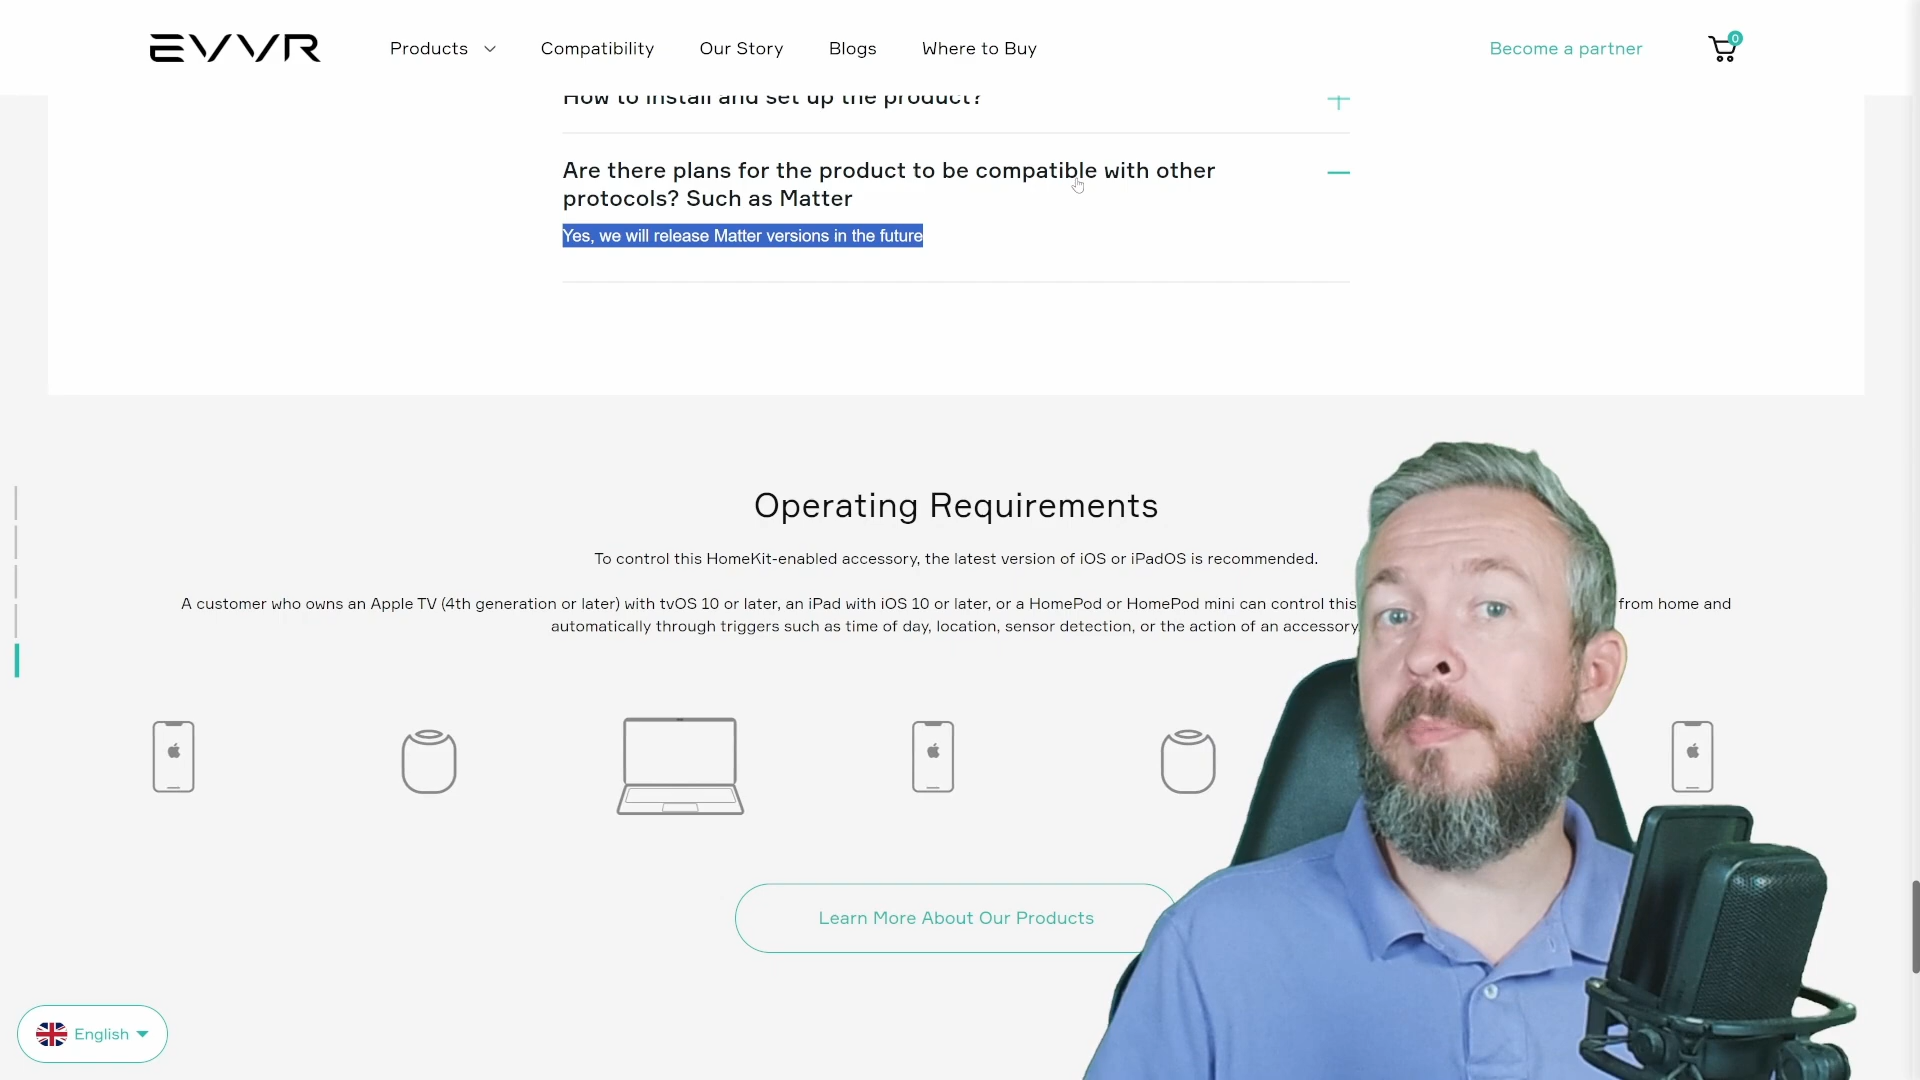 EVVR
Products
Compatibility
Our Story
Blogs
Where to Buy
Become a partner
0
How to install and set up the product?
Are there plans for the product to be compatible with other
protocols? Such as Matter
Yes, we will release Matter versions in the future
Operating Requirements
To control this HomeKit-enabled accessory, the latest version of iOS or iPadOS is recommended.
A customer who owns an Apple TV (4th generation or later) with tvOS 10 or later, an iPad with iOS 10 or later, or a HomePod or HomePod mini can control this from home and
automatically through triggers such as time of day, location, sensor detection, or the action of an accessory
Learn More About Our Products
English